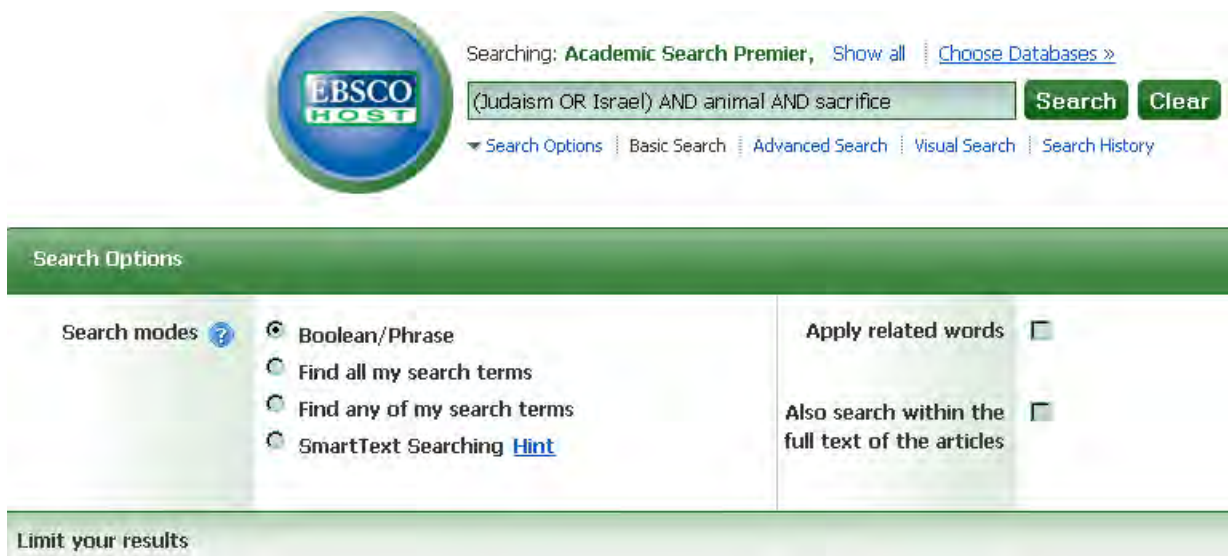 Searching: Academic Search Premier, Show all Choose Databases »
EBSCO
HOST
(Judaism OR Israel) AND animal AND sacrifice
Search Clear
Search Options Basic Search Advanced Search Visual Search Search History
Search Options
Search modes ?
Boolean/Phrase
Find all my search terms
Find any of my search terms
SmartText Searching Hint
Apply related words
Also search within the
full text of the articles
Limit your results